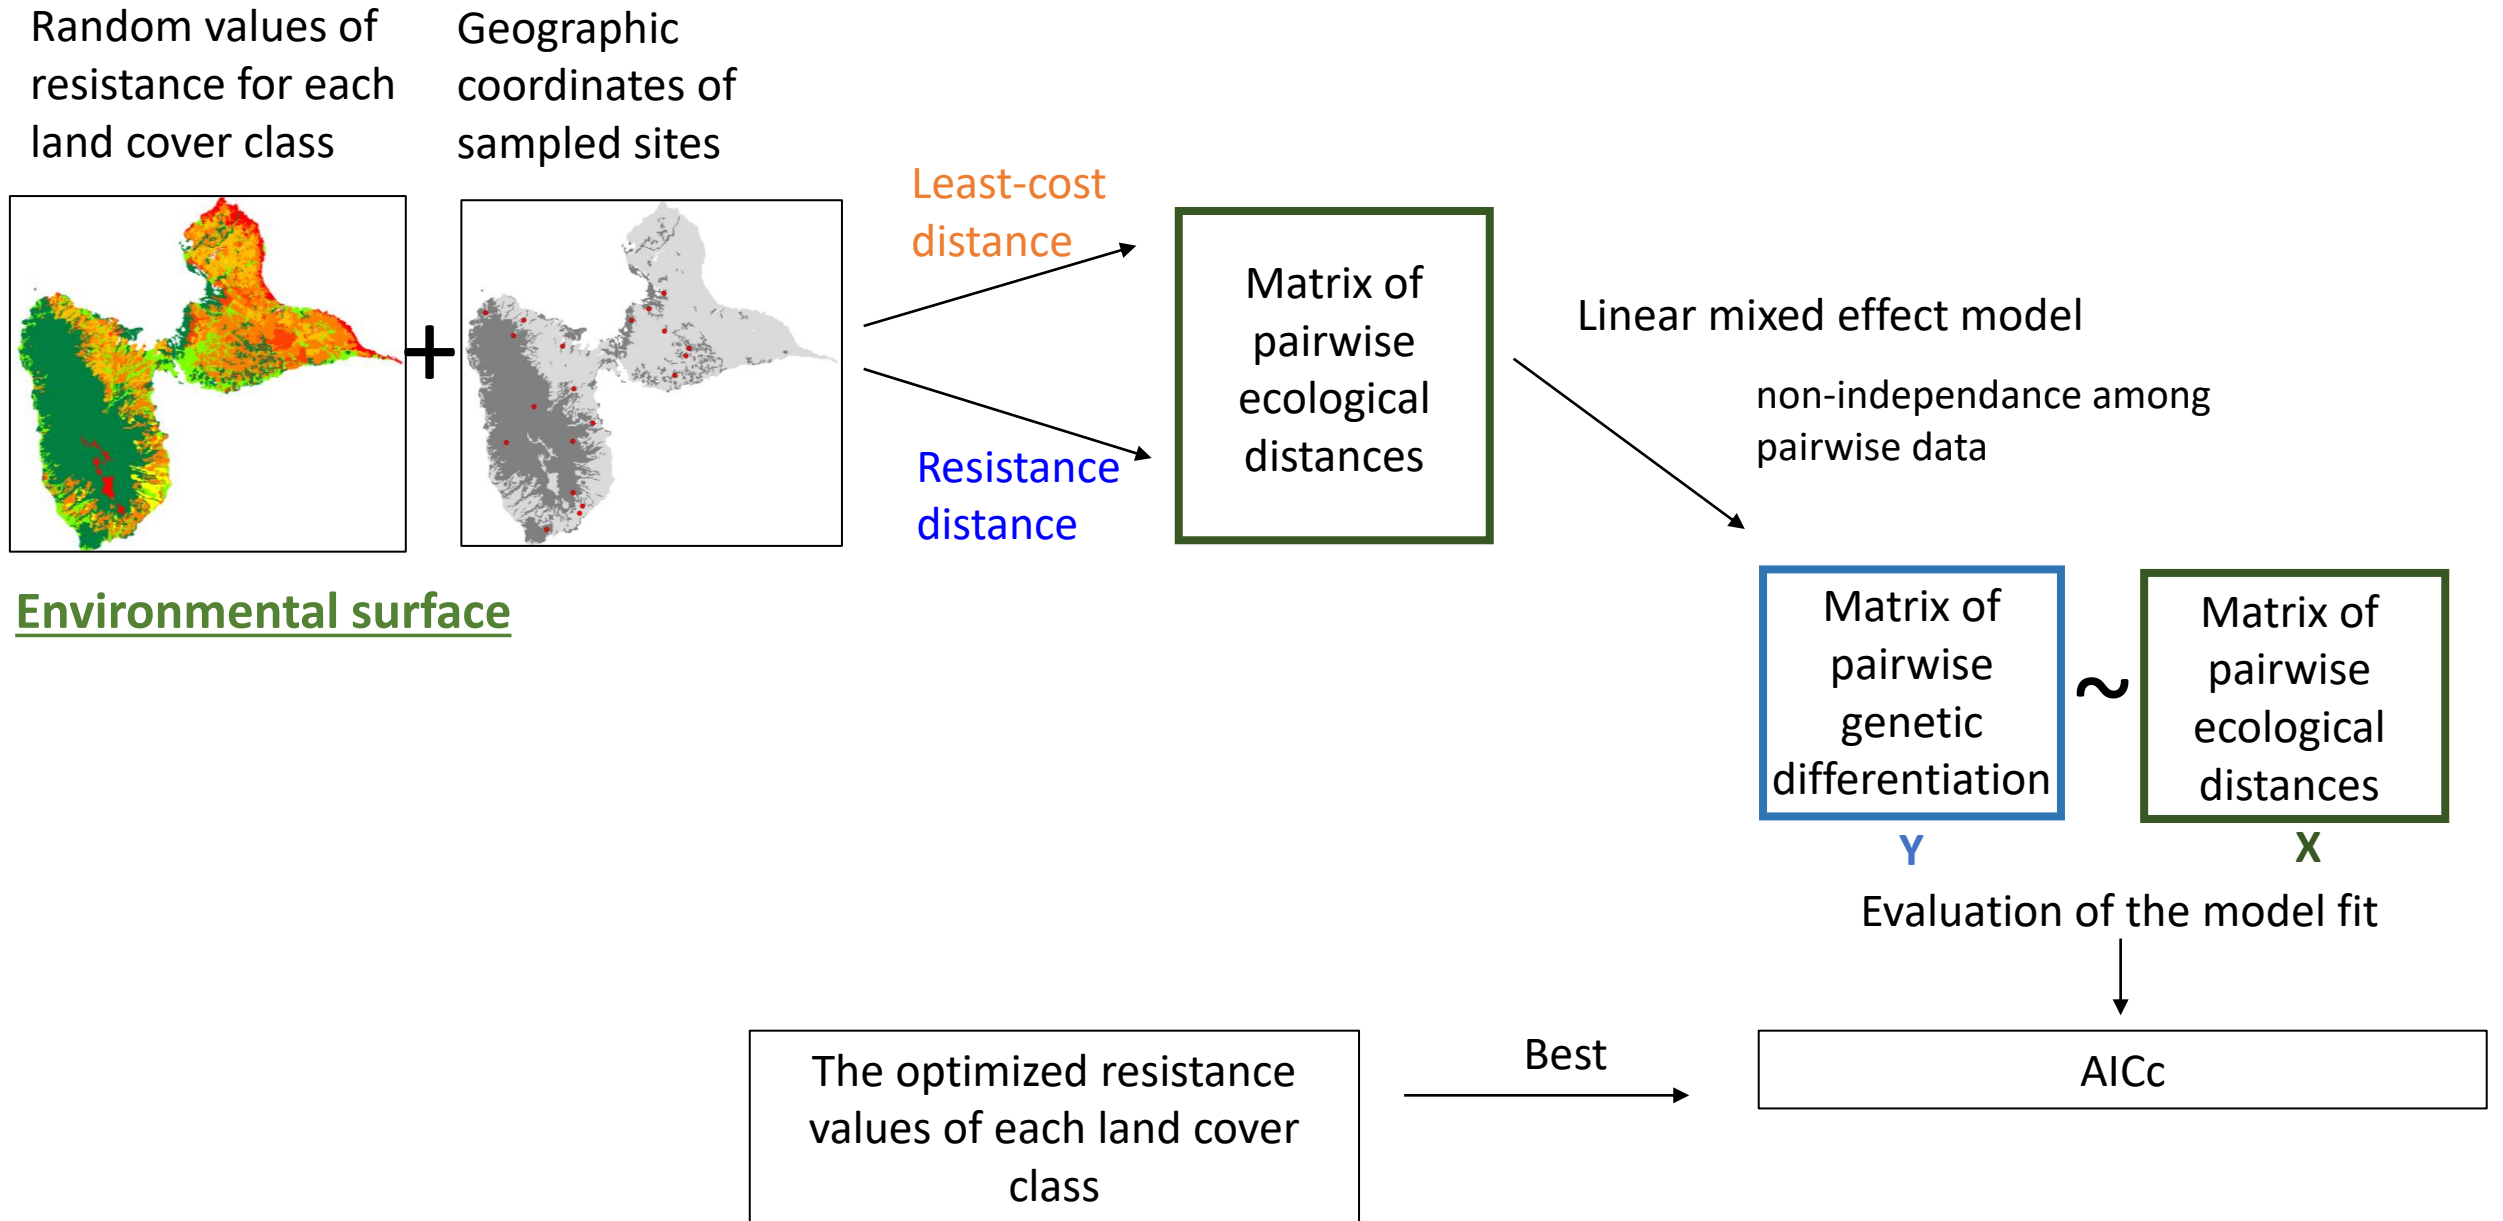 Random values of
resistance for each
land cover class
Geographic
coordinates of
sampled sites
+
Environmental surface
Least-cost
distance
Resistance
distance
Matrix of
pairwise
ecological
distances
Linear mixed effect model
non-independance among
pairwise data
Matrix of
pairwise
genetic
differentiation
~
Matrix of
pairwise
ecological
distances
Y
X
Evaluation of the model fit
AICc
Best
The optimized resistance
values of each land cover
class